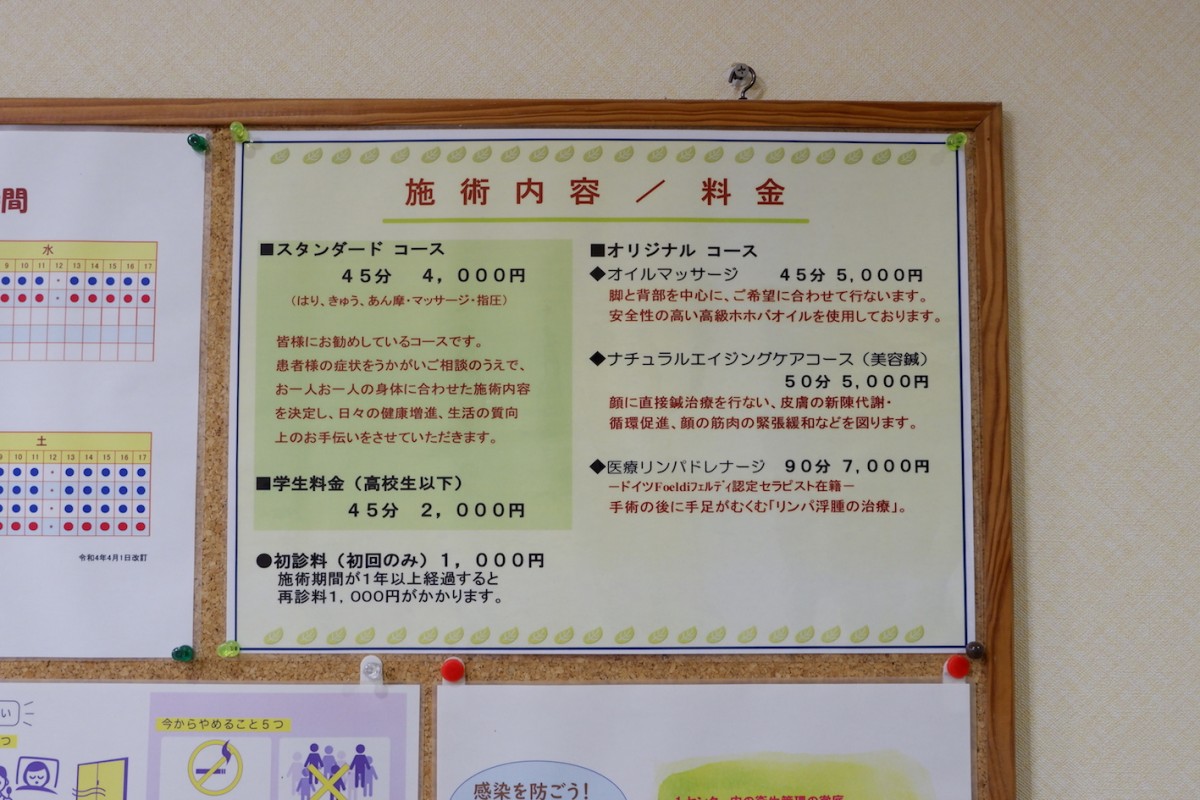 間
水
9 10 11 12 13 14 15 16 17
土
9 10 11 12 13 14 15 16 17
令和4年4月1日改訂
施術内容／料金
■スタンダード コース
45分 4,000円
（はり、きゅう、あん摩・マッサージ・指圧）
皆様にお勧めしているコースです。
患者様の症状をうかがいご相談のうえで、
お一人お一人の身体に合わせた施術内容
を決定し、日々の健康増進、生活の質向
上のお手伝いをさせていただきます。
■学生料金（高校生以下）
45分 2,000円
●初診料（初回のみ）1,000円
施術期間が1年以上経過すると
再診料1,000円がかかります。
■オリジナル コース
◆オイルマッサージ 45分 5,000円
脚と背部を中心に、ご希望に合わせて行ないます。
安全性の高い高級ホホバオイルを使用しております。
◆ナチュラルエイジングケアコース（美容鍼）
50分 5,000円
顔に直接鍼治療を行ない、皮膚の新陳代謝・
循環促進、顔の筋肉の緊張緩和などを図ります。
◆医療リンパドレナージ 90分 7,000円
－ドイツFoeldiフェルディ認定セラピスト在籍－
手術の後に手足がむくむ「リンパ浮腫の治療」。
い
つ
今からやめること5つ
感染を防ごう！